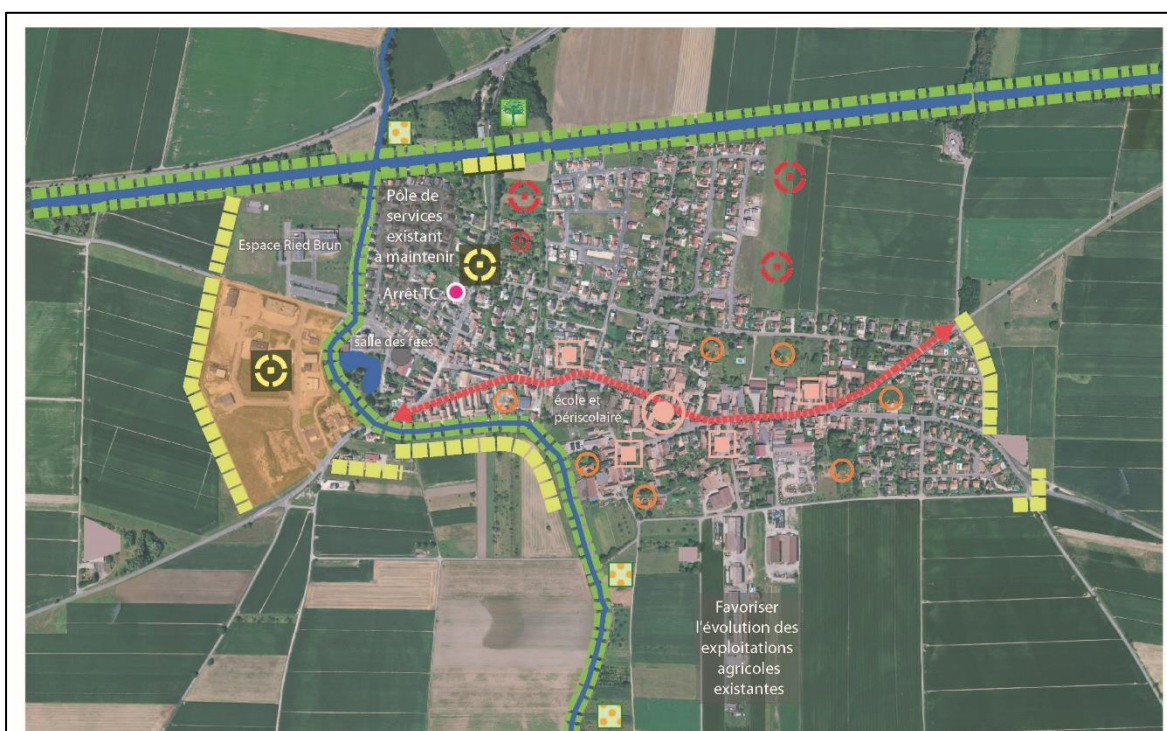 Pôle de
services
existant
à maintenir
Espace Ried Brun
Arrêt TC
salle des fées
école et
périscolaire
Favoriser
l'évolution des
exploitations
agricoles
existantes